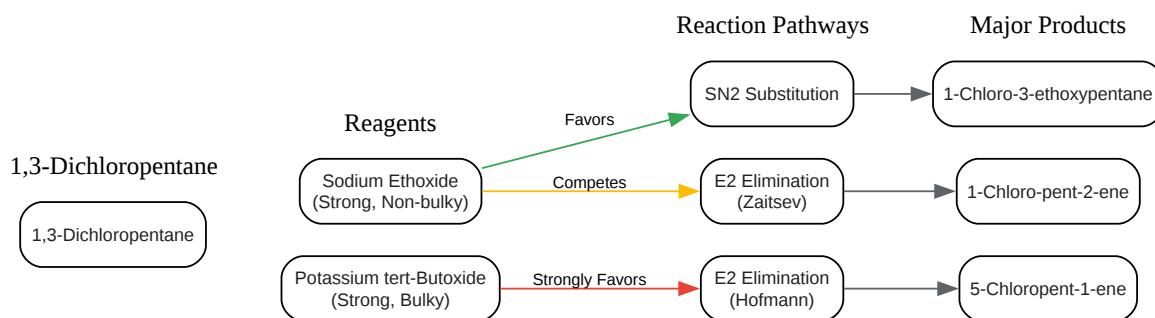 Reaction Pathways
Major Products
SN2 Substitution
1-Chloro-3-ethoxypentane
Favors
Reagents
1,3-Dichloropentane
Sodium Ethoxide
(Strong, Non-bulky)
Competes
E2 Elimination
(Zaitsev)
1-Chloro-pent-2-ene
1,3-Dichloropentane
Potassium tert-Butoxide
(Strong, Bulky)
Strongly Favors
E2 Elimination
(Hofmann)
5-Chloropent-1-ene